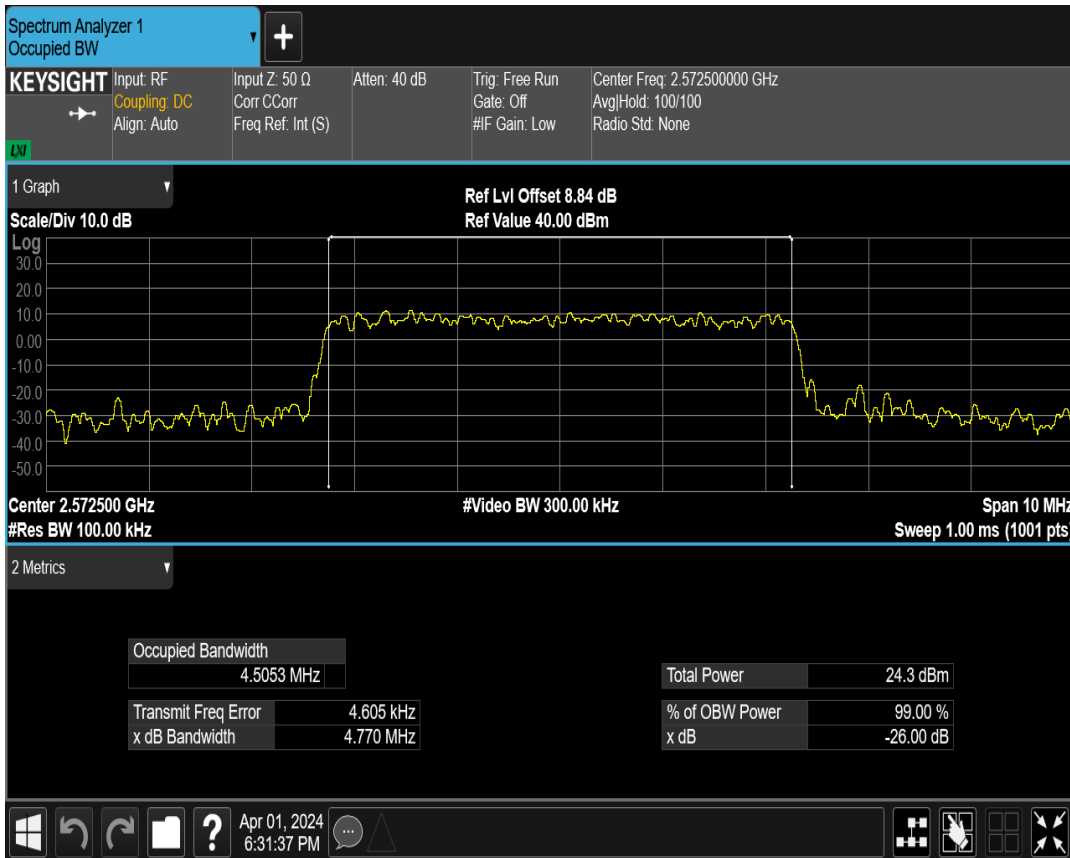 Spectrum Analyzer 1
Occupied BW
+
KEYSIGHT
LXI
Input: RF
Coupling: DC
Align: Auto
Input Z: 50 Ω
Corr CCorr
Freq Ref: Int (S)
Atten: 40 dB
Trig: Free Run
Gate: Off
#IF Gain: Low
Center Freq: 2.572500000 GHz
Avg|Hold: 100/100
Radio Std: None
1 Graph
Ref Lvl Offset 8.84 dB
Scale/Div 10.0 dB
Ref Value 40.00 dBm
Log
30.0
20.0
10.0
0.00
-10.0
-20.0
-30.0
-40.0
-50.0
Center 2.572500 GHz
#Video BW 300.00 kHz
Span 10 MHz
#Res BW 100.00 kHz
Sweep 1.00 ms (1001 pts)
2 Metrics
Occupied Bandwidth
4.5053 MHz
Total Power 24.3 dBm
Transmit Freq Error 4.605 kHz
% of OBW Power 99.00 %
x dB Bandwidth 4.770 MHz
x dB -26.00 dB
?
Apr 01, 2024
6:31:37 PM